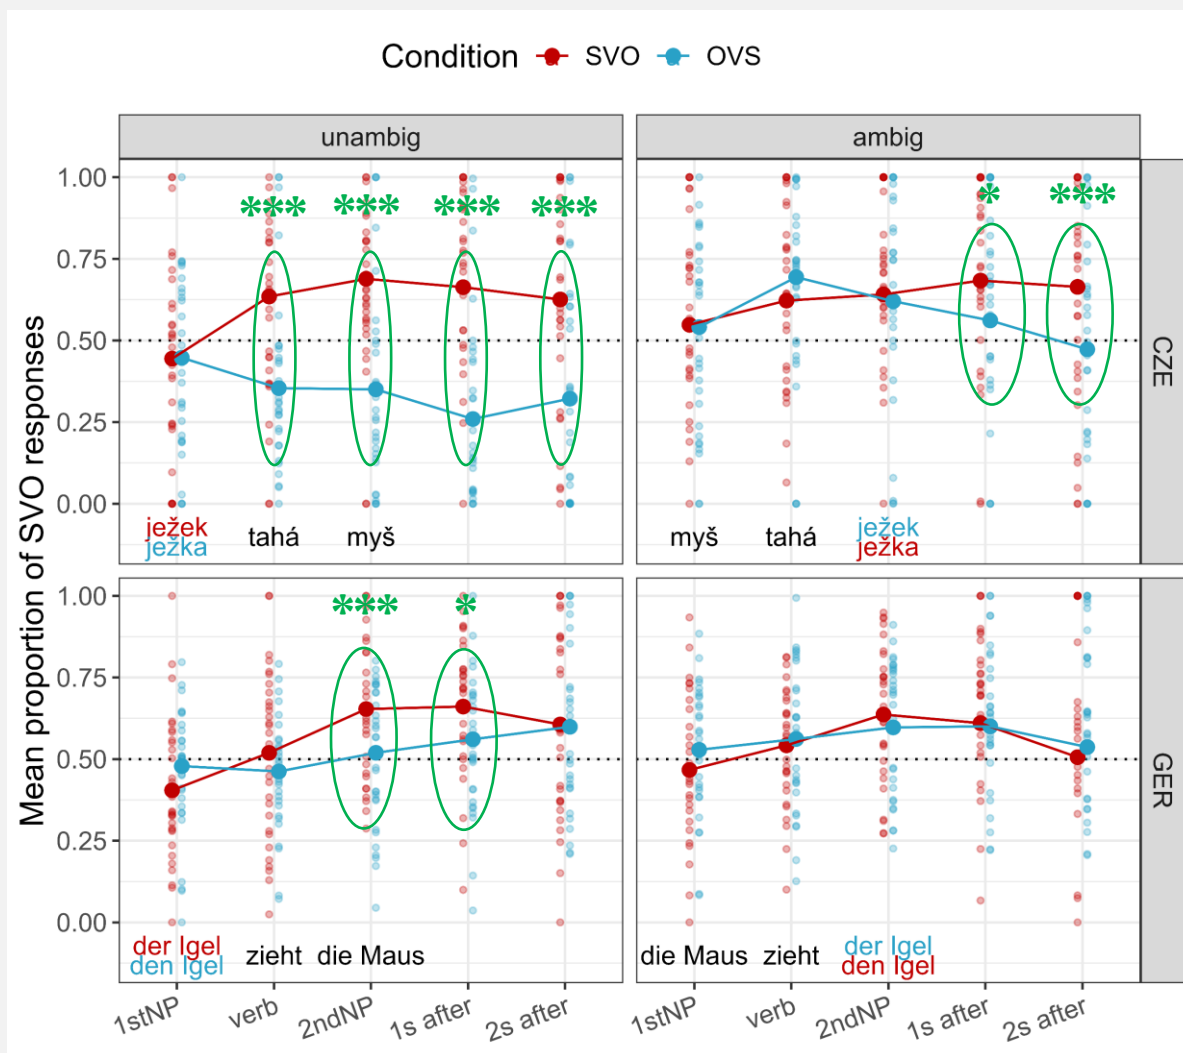 Condition SVO OVS
unambig
ambig
Mean proportion of SVO responses
1.00
0.75
0.50
0.25
0.00
*** *** *** ***
* ***
ježek
ježka
tahá
myš
myš
tahá
ježek
ježka
CZE
1.00
0.75
0.50
0.25
0.00
*** *
der Igel
den Igel
zieht
die Maus
die Maus
zieht
der Igel
den Igel
GER
1stNP
verb
2ndNP
1s after
2s after
1stNP
verb
2ndNP
1s after
2s after